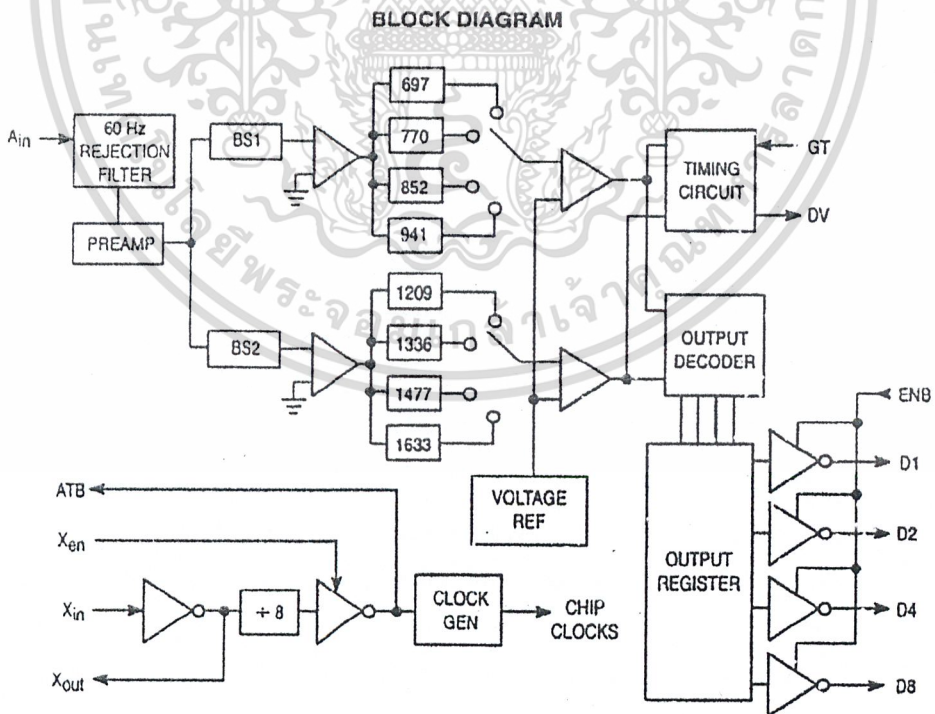 BLOCK DIAGRAM
A_in
60 Hz
REJECTION
FILTER
PREAMP
BS1
BS2
697
770
852
941
1209
1336
1477
1633
VOLTAGE
REF
TIMING
CIRCUIT
GT
DV
OUTPUT
DECODER
ENB
OUTPUT
REGISTER
D1
D2
D4
D8
ATB
X_en
X_in
X_out
÷ 8
CLOCK
GEN
CHIP
CLOCKS